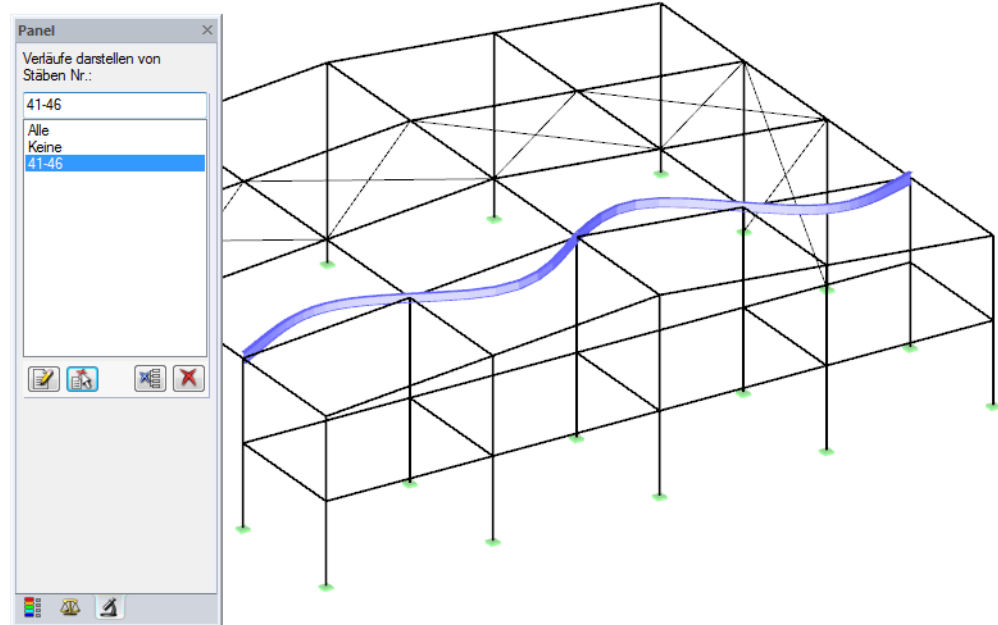 Panel
Verläufe darstellen von
Stäben Nr.:
41-46
Alle
Keine
41-46